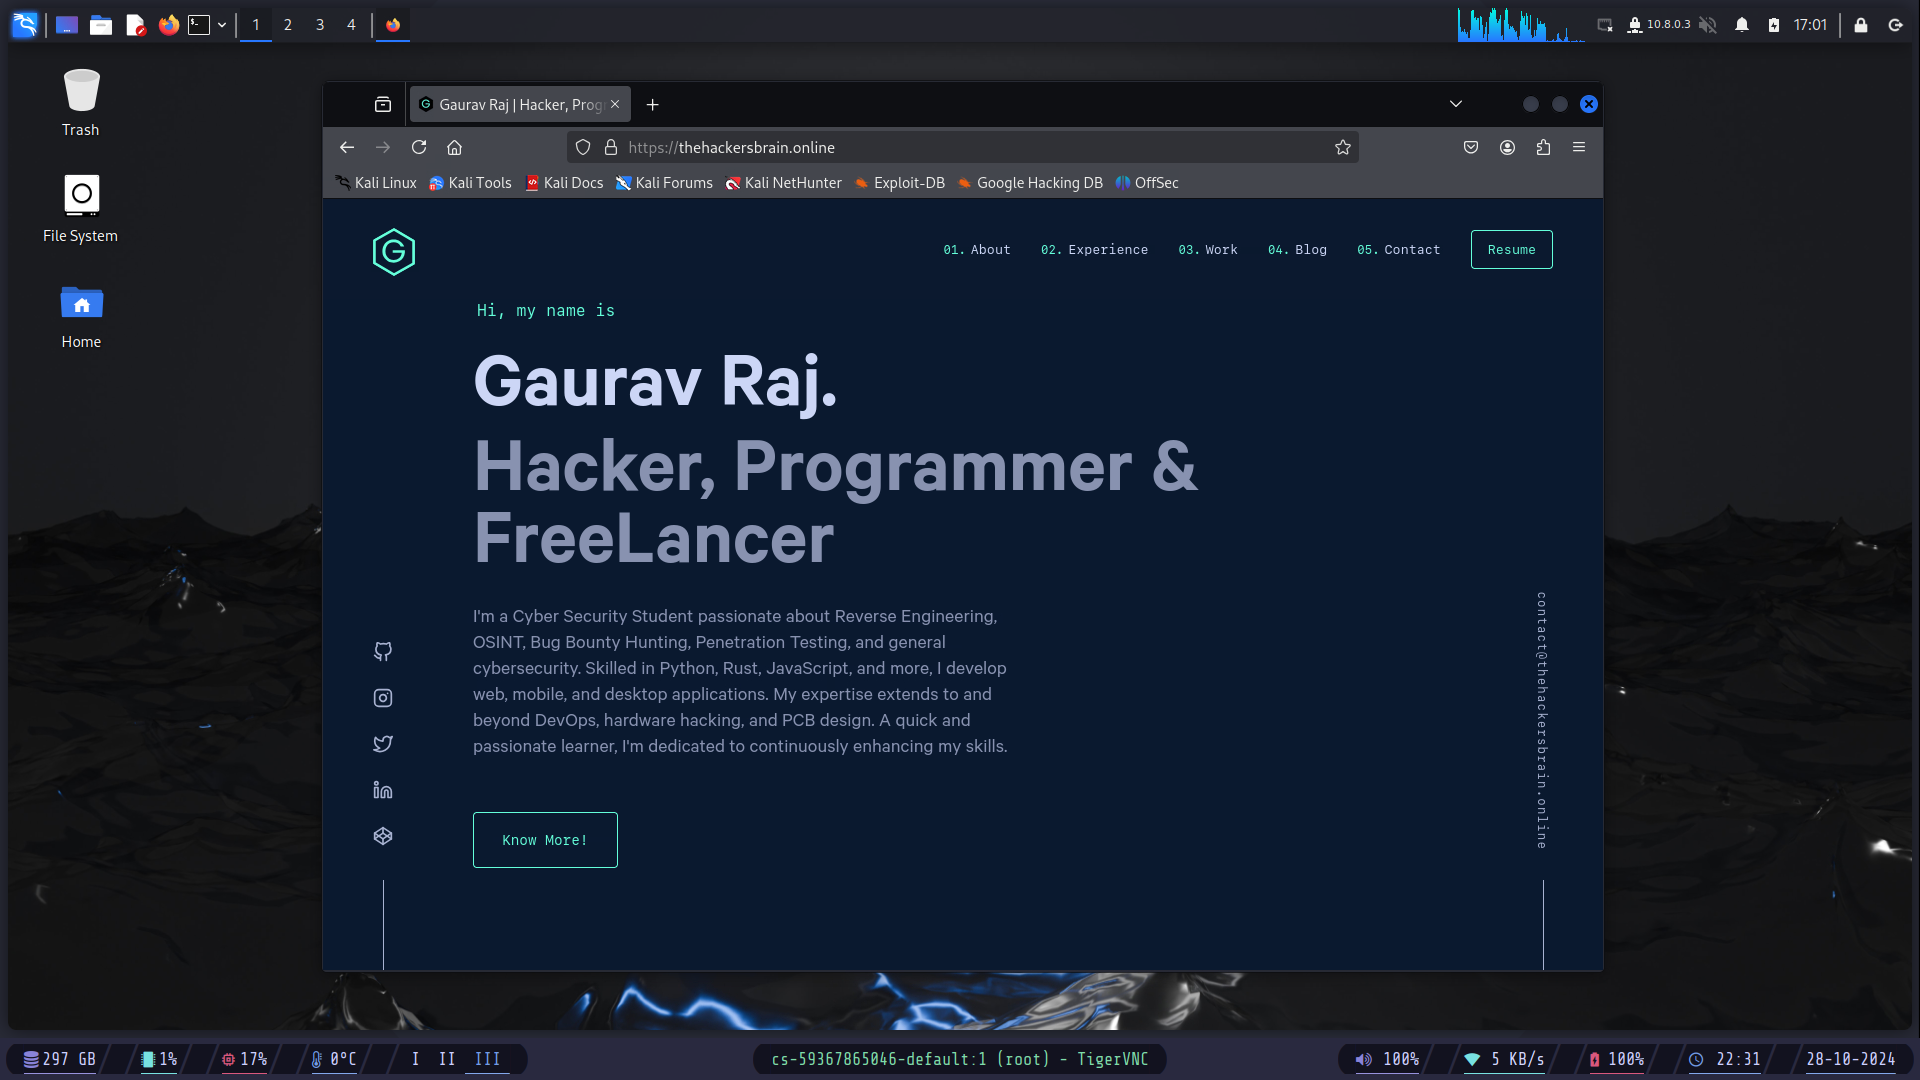 1 2 3 4
10.8.0.3
17:01
Trash
File System
Home
Gaurav Raj | Hacker, Prog
https://thehackersbrain.online
Kali Linux Kali Tools Kali Docs Kali Forums Kali NetHunter Exploit-DB Google Hacking DB OffSec
G
01. About 02. Experience 03. Work 04. Blog 05. Contact Resume
Hi, my name is
Gaurav Raj.
Hacker, Programmer &
FreeLancer
I'm a Cyber Security Student passionate about Reverse Engineering,
OSINT, Bug Bounty Hunting, Penetration Testing, and general
cybersecurity. Skilled in Python, Rust, JavaScript, and more, I develop
web, mobile, and desktop applications. My expertise extends to and
beyond DevOps, hardware hacking, and PCB design. A quick and
passionate learner, I'm dedicated to continuously enhancing my skills.
Know More!
contact@thehackersbrain.online
297 GB 1% 17% 0°C I II III
cs-59367865046-default:1 (root) - TigerVNC
100% 5 KB/s 100% 22:31 28-10-2024